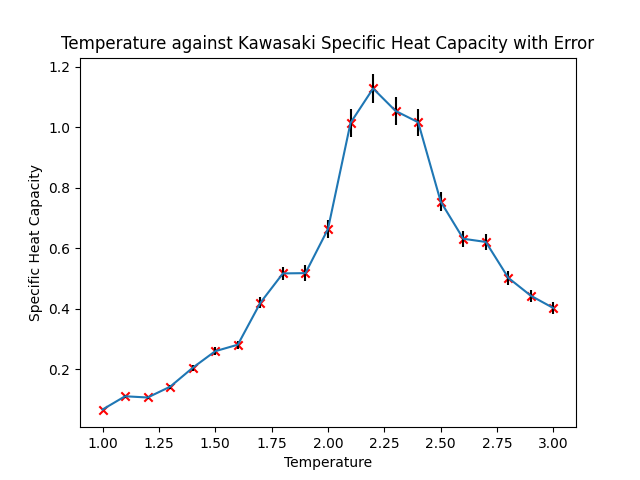 Temperature against Kawasaki Specific Heat Capacity with Error
1.2
1.0
0.8
0.6
0.4
0.2
Specific Heat Capacity
1.00 1.25 1.50 1.75 2.00 2.25 2.50 2.75 3.00
Temperature